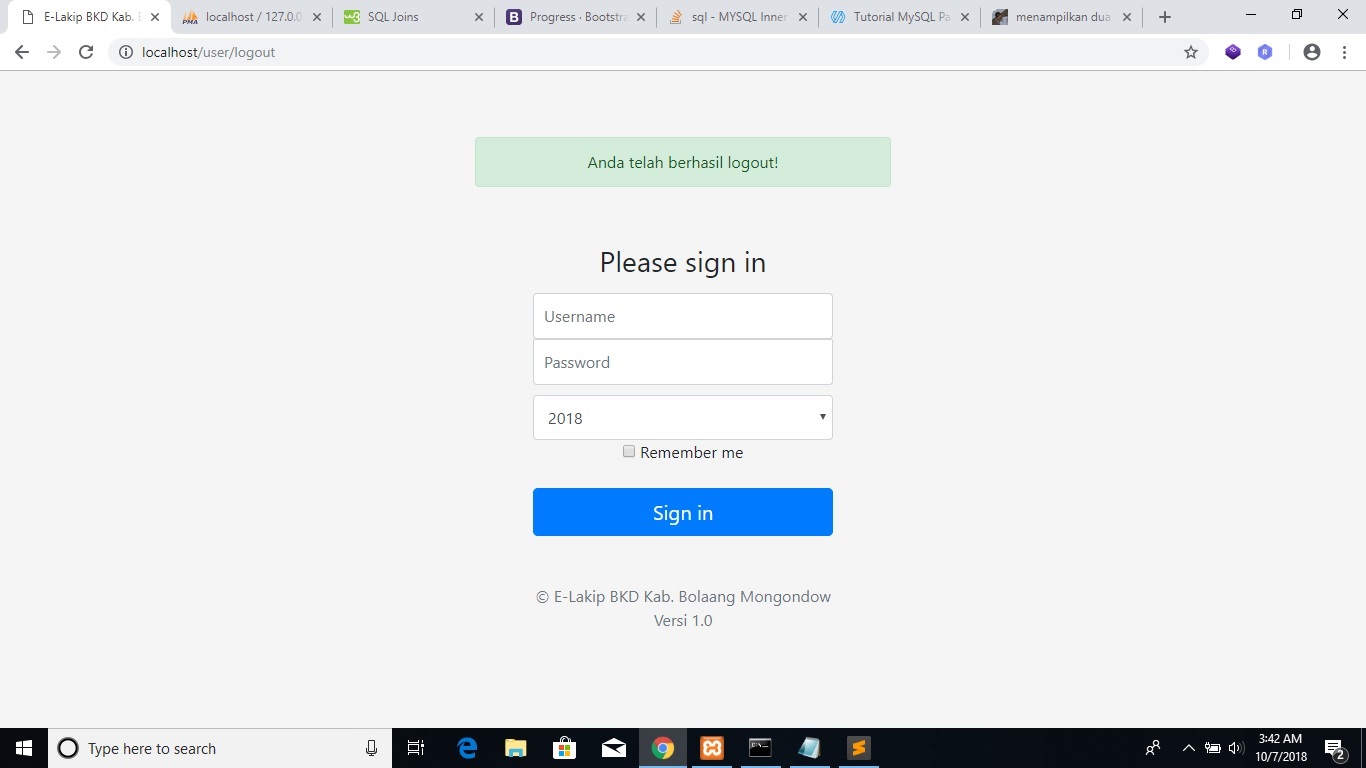 E-Lakip BKD Kab.
localhost / 127.0.0
SQL Joins
Progress · Bootstra
sql - MYSQL Inner
Tutorial MySQL Pa
menampilkan dua
localhost/user/logout
Anda telah berhasil logout!
Please sign in
Username
Password
2018
Remember me
Sign in
© E-Lakip BKD Kab. Bolaang Mongondow
Versi 1.0
Type here to search
3:42 AM
10/7/2018
2